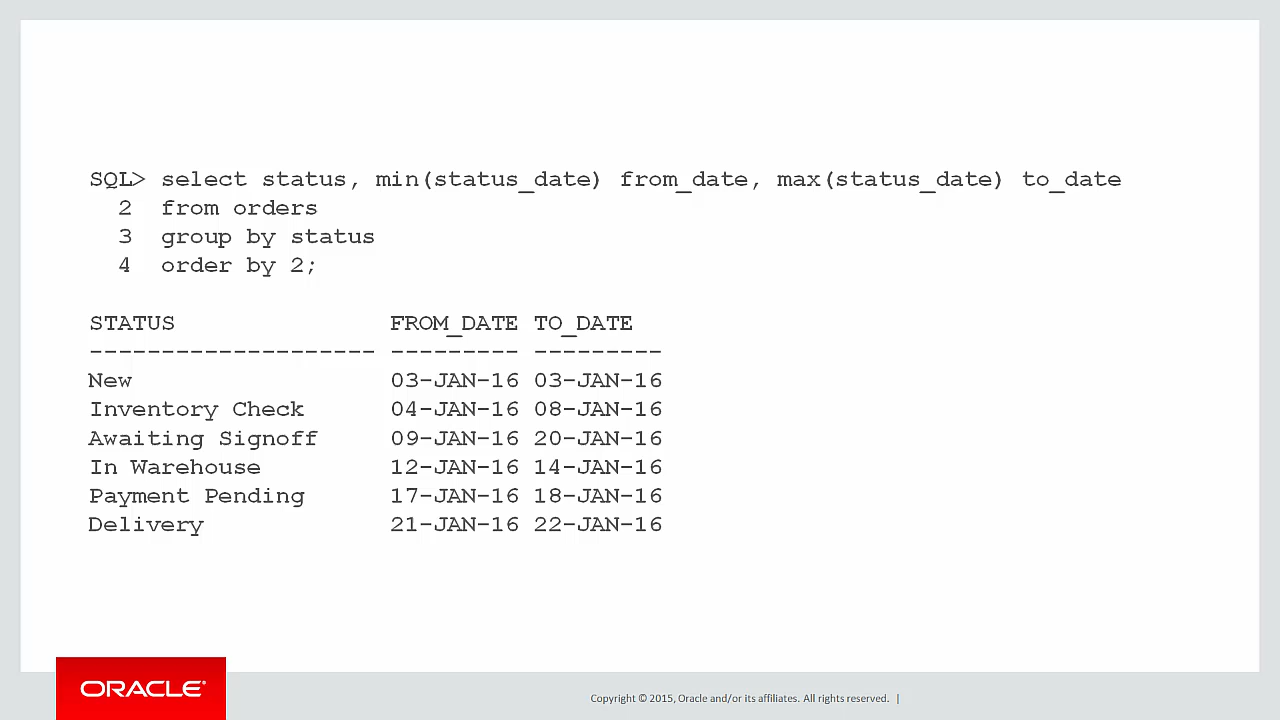 SQL> select status, min(status_date) from_date, max(status_date) to_date
  2  from orders
  3  group by status
  4  order by 2;
STATUS               FROM_DATE TO_DATE
-------------------- --------- ---------
New                  03-JAN-16 03-JAN-16
Inventory Check      04-JAN-16 08-JAN-16
Awaiting Signoff     09-JAN-16 20-JAN-16
In Warehouse         12-JAN-16 14-JAN-16
Payment Pending      17-JAN-16 18-JAN-16
Delivery             21-JAN-16 22-JAN-16
ORACLE®
Copyright © 2015, Oracle and/or its affiliates. All rights reserved. |